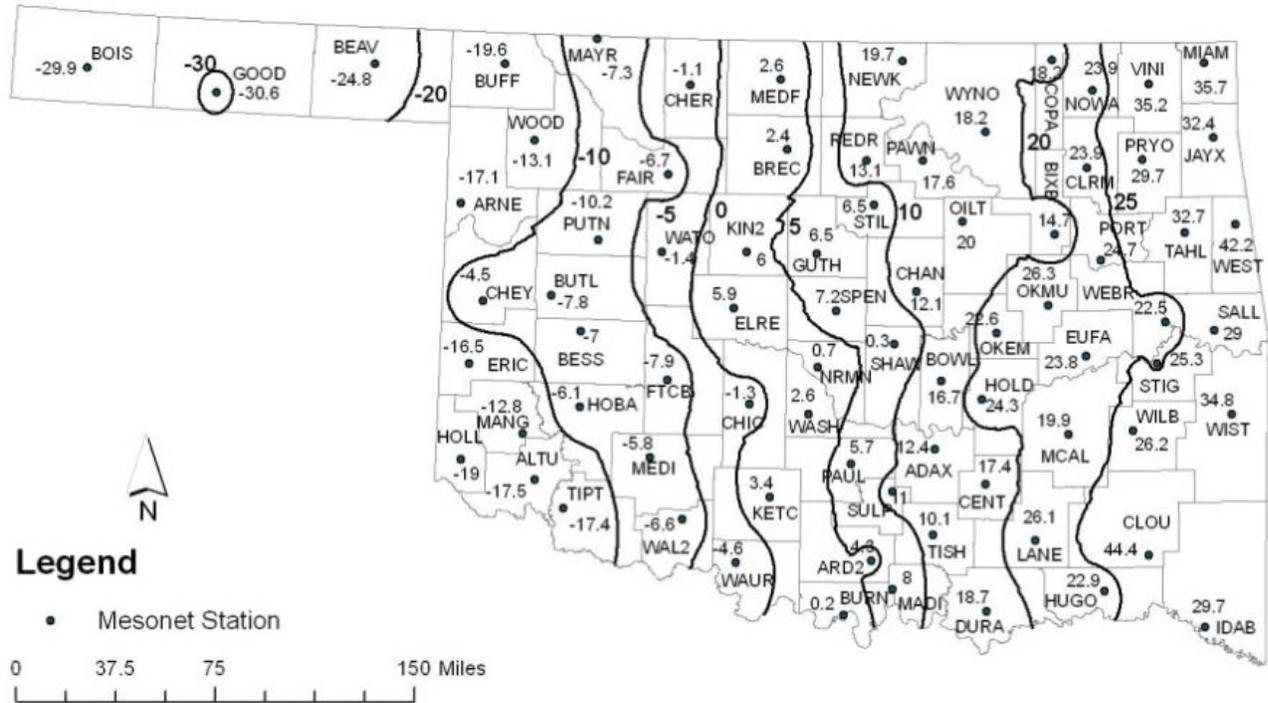 -29.9 BOIS
-30
GOOD
-30.6
BEAV
-24.8
-20
-19.6
BUFF
MAYR
-7.3
-1.1
CHER
2.6
MEDF
19.7
NEWK
WYNO
18.2
18.2
COPA
23.9
NOWA
VINI
35.2
MIAM
35.7
WOOD
-13.1
-10
-6.7
FAIR
2.4
BREC
REDR
13.1
PAWN
17.6
20
BIXB
23.9
CLRM
PRYO
29.7
32.4
JAYX
-17.1
ARNE
-10.2
PUTN
-5
WATO
-1.4
0
KIN2
6
5
6.5
GUTH
6.5
STIL
10
OILT
20
14.7
25
PORT
24.7
32.7
TAHL
42.2
WEST
-4.5
CHEY
BUTL
-7.8
5.9
ELRE
7.2 SPEN
CHAN
12.1
26.3
OKMU
WEBR
22.5
SALL
29
-16.5
ERIC
-7
BESS
-7.9
FTCB
0.7
NRMN
0.3
SHAW
BOWL
16.7
22.6
OKEM
EUFA
23.8
25.3
STIG
-12.8
MANG
-6.1
HOBA
-1.3
CHIC
2.6
WASH
HOLD
24.3
19.9
MCAL
WILB
26.2
34.8
WIST
HOLL
-19
ALTU
-17.5
-5.8
MEDI
5.7
PAUL
12.4
ADAX
17.4
CENT
TIPT
-17.4
-6.6
WAL2
3.4
KETC
11
SULP
10.1
TISH
26.1
LANE
CLOU
44.4
-4.6
WAUR
4.3
ARD2
0.2
BURN
8
MADI
18.7
DURA
22.9
HUGO
29.7
IDAB
N
Legend
Mesonet Station
0 37.5 75 150 Miles